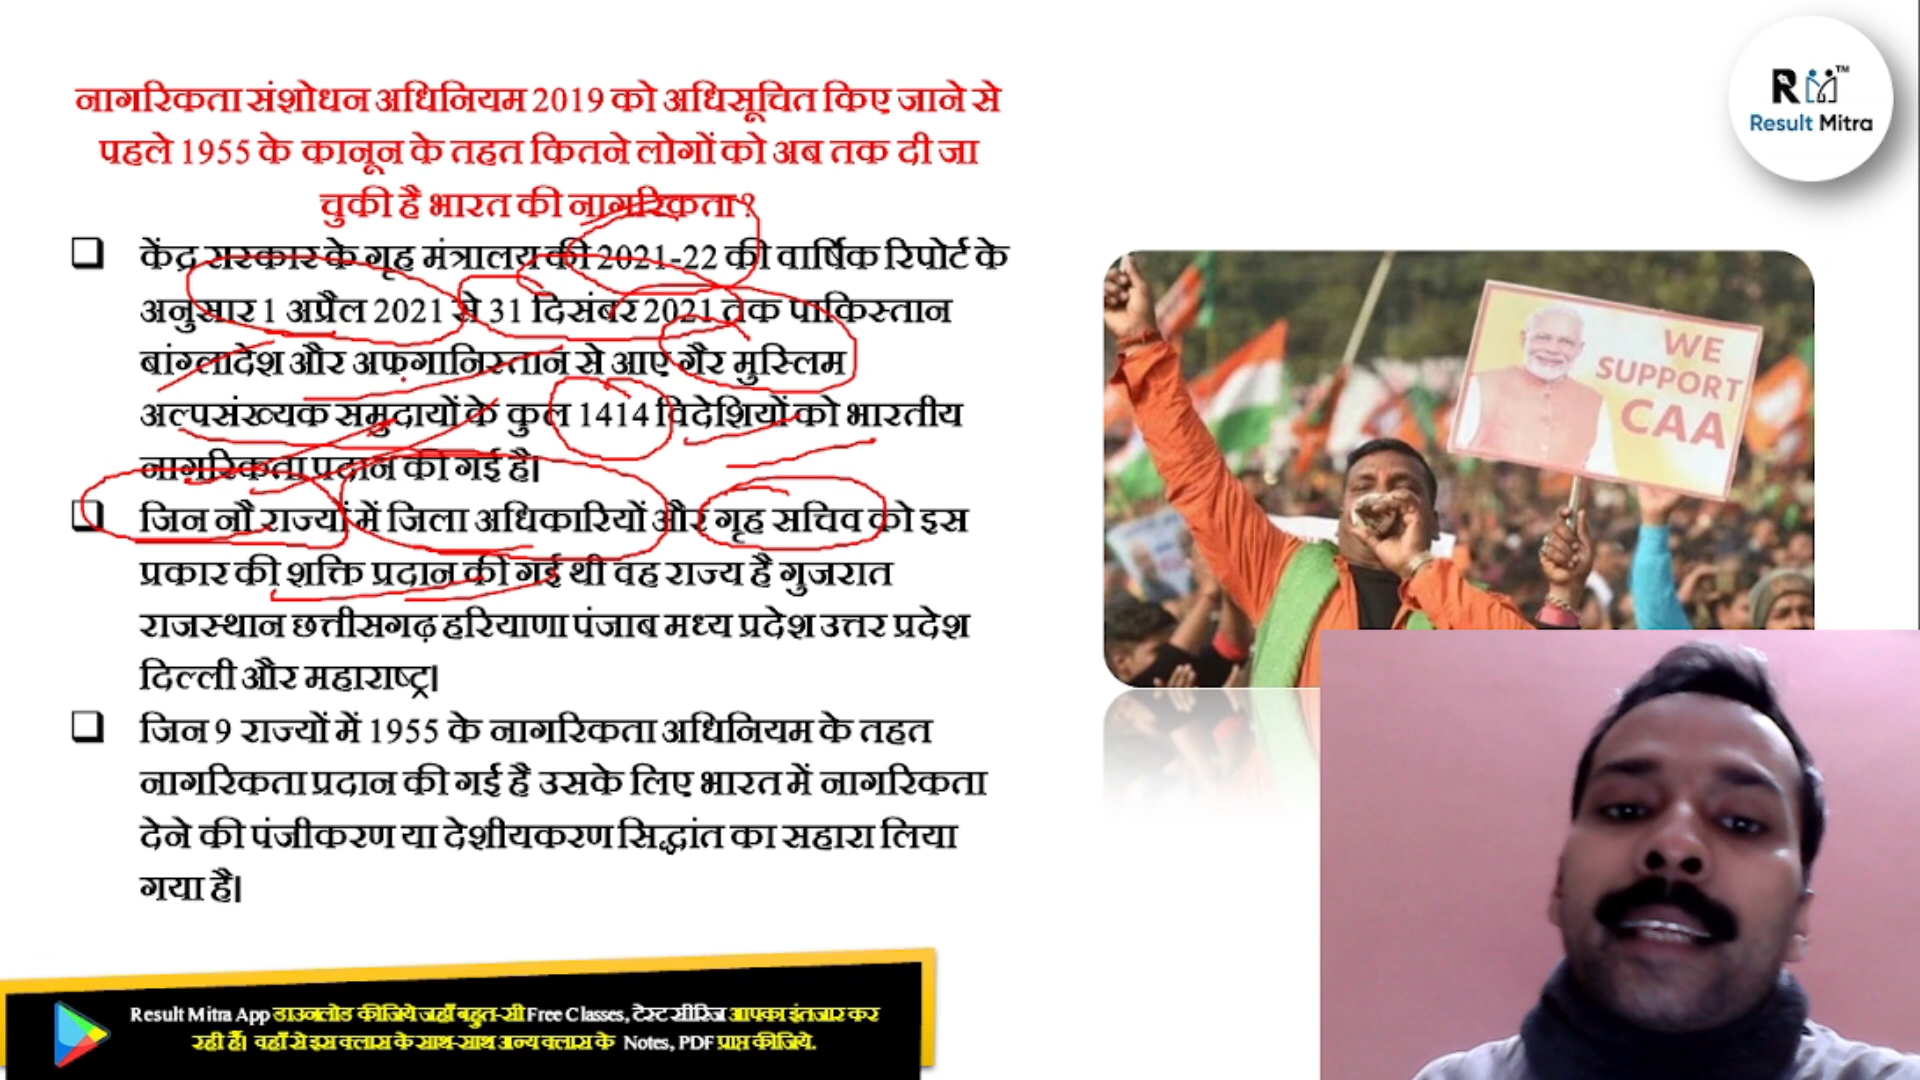 नागरिकता संशोधन अधिनियम 2019 को अधिसूचित किए जाने से
पहले 1955 के कानून के तहत कितने लोगों को अब तक दी जा
चुकी है भारत की नागरिकता?
केंद्र सरकार के गृह मंत्रालय की 2021-22 की वार्षिक रिपोर्ट के
अनुसार 1 अप्रैल 2021 से 31 दिसंबर 2021 तक पाकिस्तान
बांग्लादेश और अफ़गानिस्तान से आए गैर मुस्लिम
अल्पसंख्यक समुदायों के कुल 1414 विदेशियों को भारतीय
नागरिकता प्रदान की गई है।
जिन नौ राज्यों में जिला अधिकारियों और गृह सचिव को इस
प्रकार की शक्ति प्रदान की गई थी वह राज्य है गुजरात
राजस्थान छत्तीसगढ़ हरियाणा पंजाब मध्य प्रदेश उत्तर प्रदेश
दिल्ली और महाराष्ट्र।
जिन 9 राज्यों में 1955 के नागरिकता अधिनियम के तहत
नागरिकता प्रदान की गई है उसके लिए भारत में नागरिकता
देने की पंजीकरण या देशीयकरण सिद्धांत का सहारा लिया
गया है।
R TM
Result Mitra
WE
SUPPORT
CAA
Result Mitra App डाउनलोड कीजिये जहाँ बहुत-सी Free Classes, टेस्ट सीरिज आपका इंतजार कर
रही हैं। वहाँ से इस क्लास के साथ-साथ अन्य क्लास के Notes, PDF प्राप्त कीजिये.